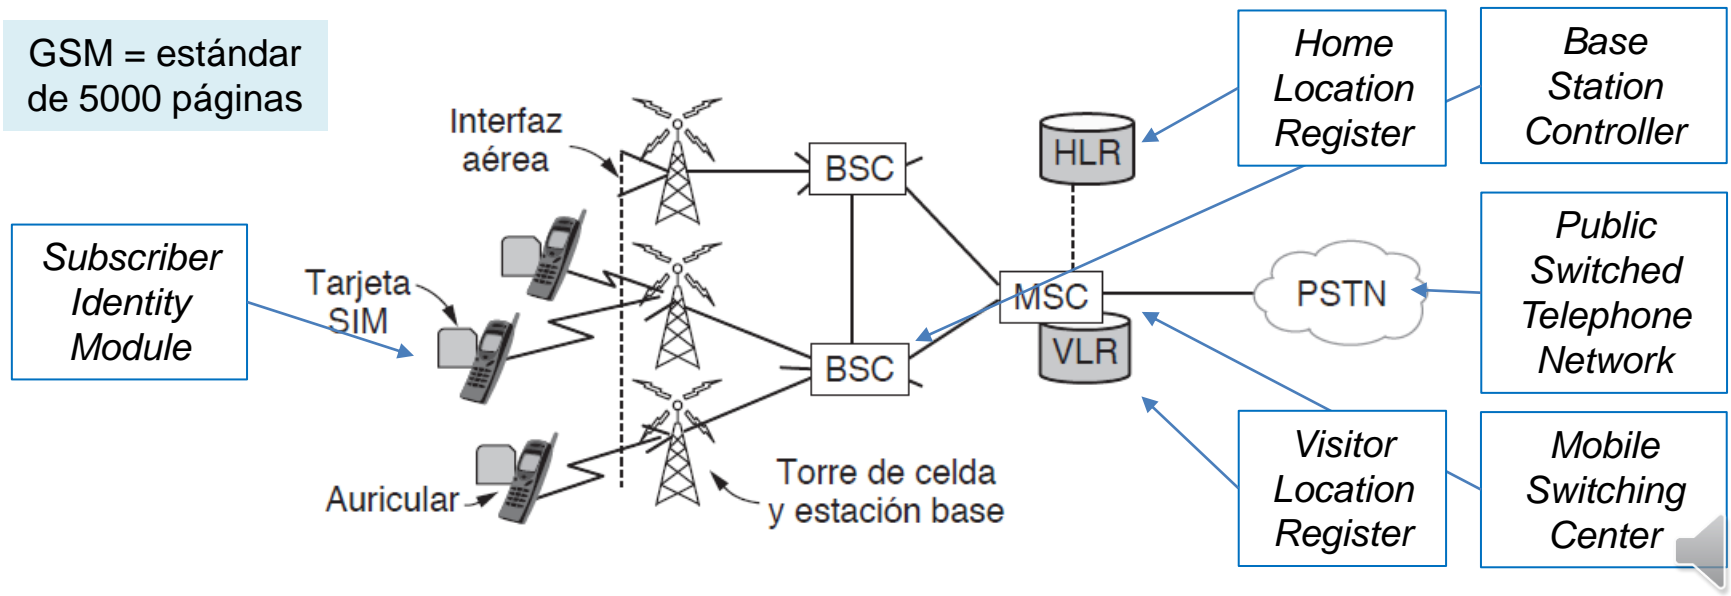 GSM = estándar
de 5000 páginas
Interfaz
aérea
Subscriber
Identity
Module
Tarjeta
SIM
Auricular
Torre de celda
y estación base
BSC
BSC
HLR
MSC
VLR
PSTN
Home
Location
Register
Base
Station
Controller
Public
Switched
Telephone
Network
Visitor
Location
Register
Mobile
Switching
Center